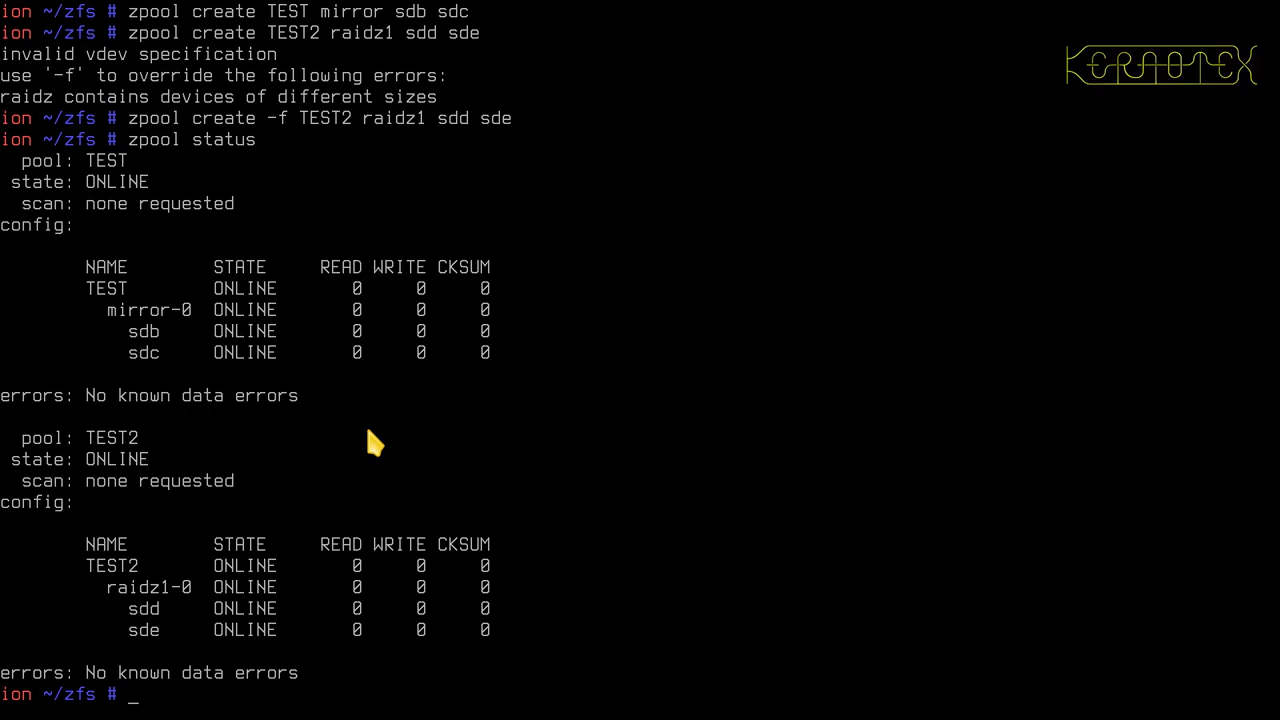 ion ~/zfs # zpool create TEST mirror sdb sdc
ion ~/zfs # zpool create TEST2 raidz1 sdd sde
invalid vdev specification
use '-f' to override the following errors:
raidz contains devices of different sizes
ion ~/zfs # zpool create -f TEST2 raidz1 sdd sde
ion ~/zfs # zpool status
  pool: TEST
 state: ONLINE
  scan: none requested
config:

        NAME        STATE     READ WRITE CKSUM
        TEST        ONLINE       0     0     0
          mirror-0  ONLINE       0     0     0
            sdb     ONLINE       0     0     0
            sdc     ONLINE       0     0     0

errors: No known data errors

  pool: TEST2
 state: ONLINE
  scan: none requested
config:

        NAME        STATE     READ WRITE CKSUM
        TEST2       ONLINE       0     0     0
          raidz1-0  ONLINE       0     0     0
            sdd     ONLINE       0     0     0
            sde     ONLINE       0     0     0

errors: No known data errors
ion ~/zfs # _